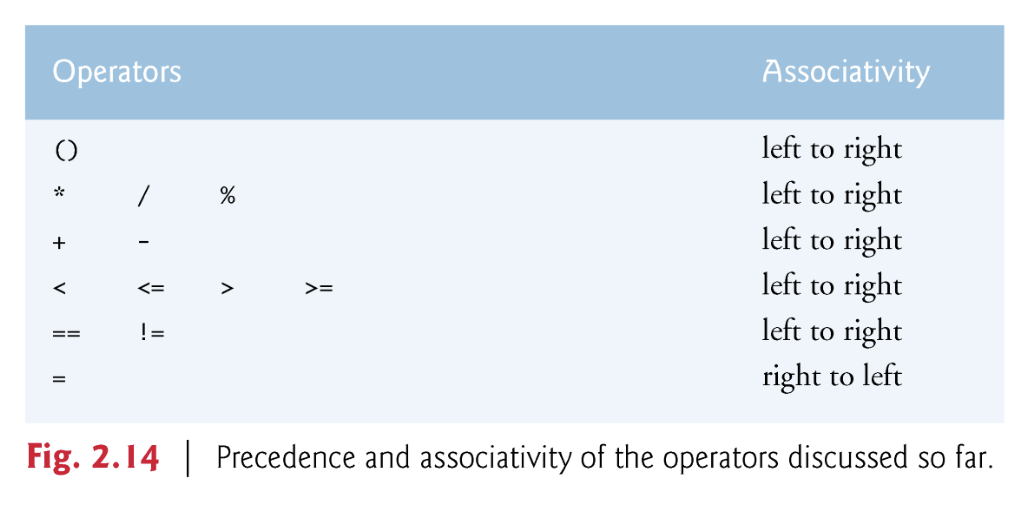 Operators Associativity
() left to right
* / % left to right
+ - left to right
< <= > >= left to right
== != left to right
= right to left
Fig. 2.14 | Precedence and associativity of the operators discussed so far.